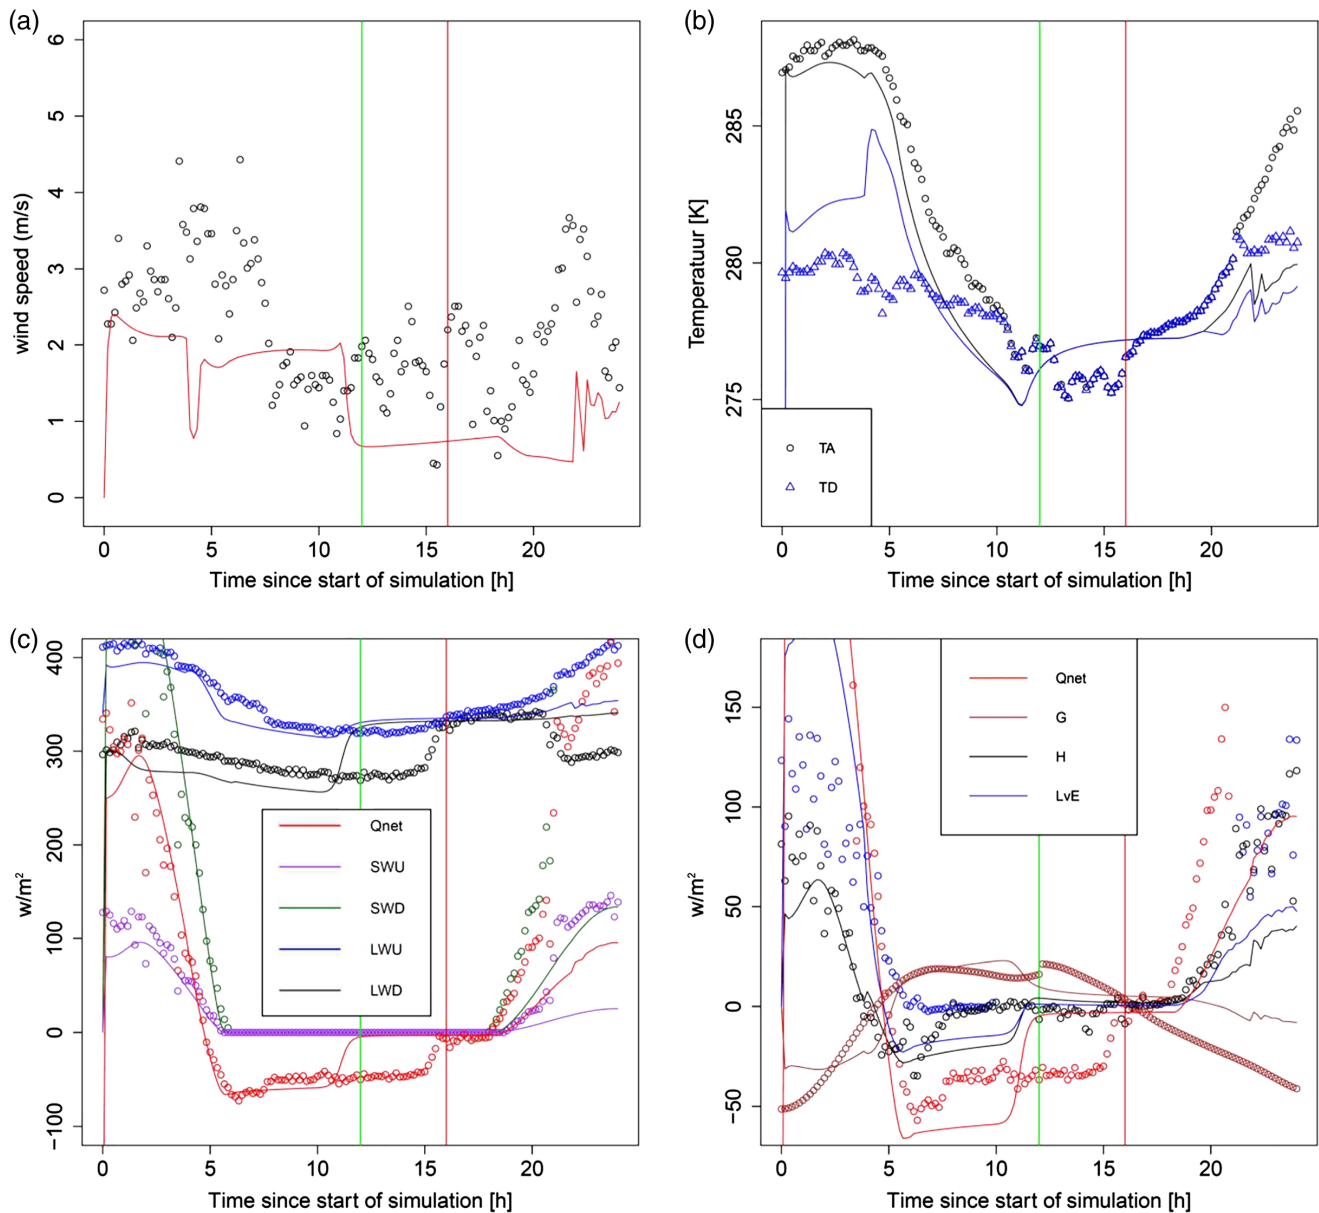 (a)
wind speed (m/s)
0 1 2 3 4 5 6
0 5 10 15 20
Time since start of simulation [h]
(b)
Temperatuur [K]
275 280 285
TA
TD
0 5 10 15 20
Time since start of simulation [h]
(c)
w/m²
−100 0 100 200 300 400
Qnet
SWU
SWD
LWU
LWD
0 5 10 15 20
Time since start of simulation [h]
(d)
w/m²
−50 0 50 100 150
Qnet
G
H
LvE
0 5 10 15 20
Time since start of simulation [h]